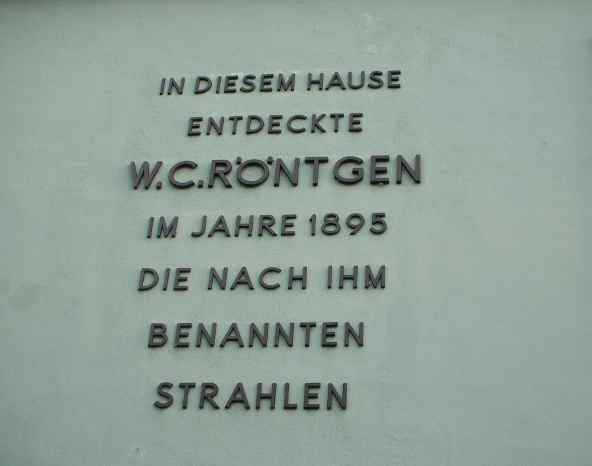 IN DIESEM HAUSE
ENTDECKTE
W.C.RÖNTGEN
IM JAHRE 1895
DIE NACH IHM
BENANNTEN
STRAHLEN